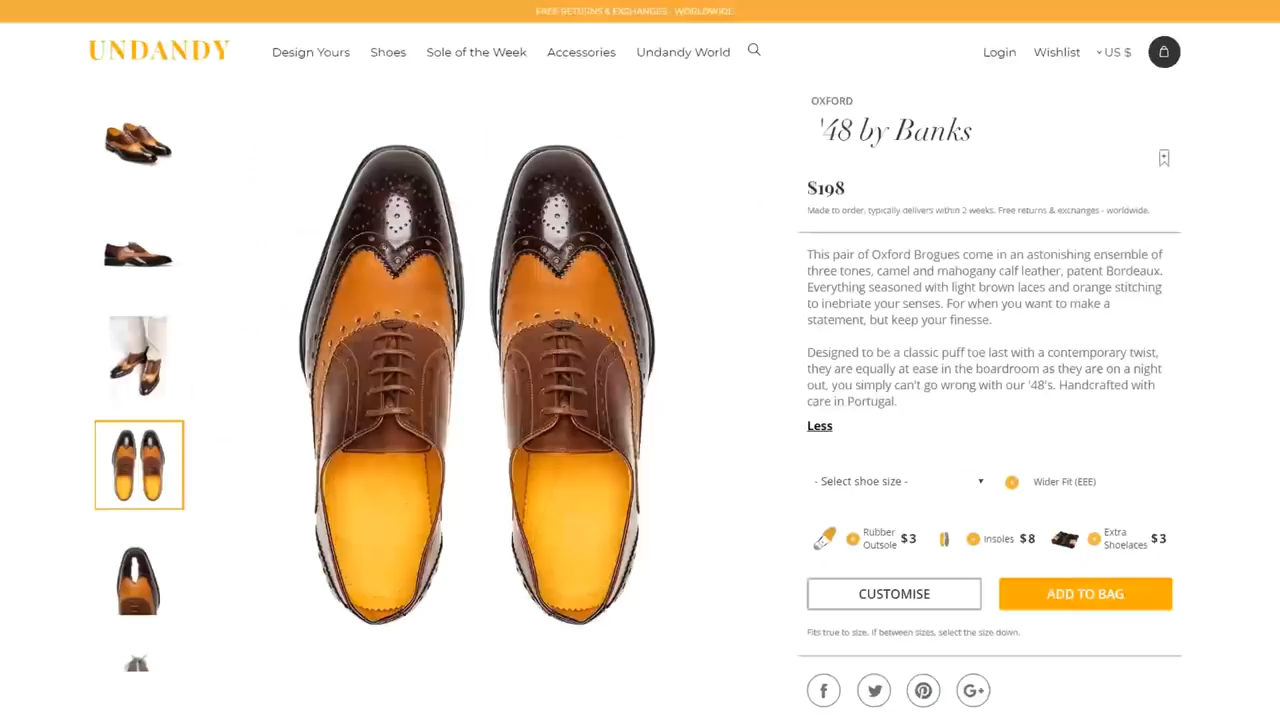 FREE RETURNS & EXCHANGES - WORLDWIDE
UNDANDY
Design Yours
Shoes
Sole of the Week
Accessories
Undandy World
Login
Wishlist
US $
OXFORD
'48 by Banks
$198
Made to order, typically delivers within 2 weeks. Free returns & exchanges - worldwide.
This pair of Oxford Brogues come in an astonishing ensemble of
three tones, camel and mahogany calf leather, patent Bordeaux.
Everything seasoned with light brown laces and orange stitching
to inebriate your senses. For when you want to make a
statement, but keep your finesse.
Designed to be a classic puff toe last with a contemporary twist,
they are equally at ease in the boardroom as they are on a night
out, you simply can't go wrong with our '48's. Handcrafted with
care in Portugal.
Less
- Select shoe size -
Wider Fit (EEE)
Rubber
Outsole $3
Insoles $8
Extra
Shoelaces $3
CUSTOMISE
ADD TO BAG
Fits true to size. If between sizes, select the size down.